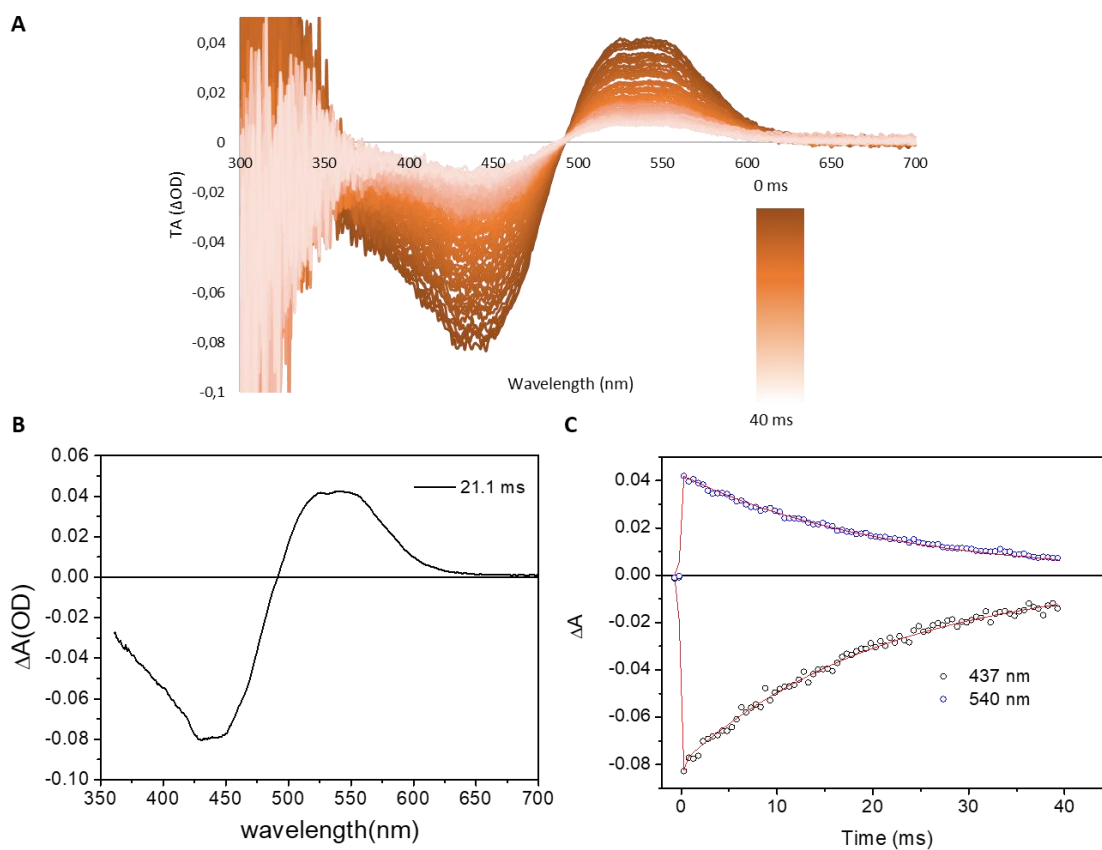 A
0,04
0,02
0
-0,02
-0,04
-0,06
-0,08
-0,1
TA (ΔOD)
300 350 400 450 500 550 600 650 700
Wavelength (nm)
0 ms
40 ms
B
0.06
0.04
0.02
0.00
-0.02
-0.04
-0.06
-0.08
-0.10
ΔA(OD)
21.1 ms
350 400 450 500 550 600 650 700
wavelength(nm)
C
0.04
0.02
0.00
-0.02
-0.04
-0.06
-0.08
ΔA
437 nm
540 nm
0 10 20 30 40
Time (ms)